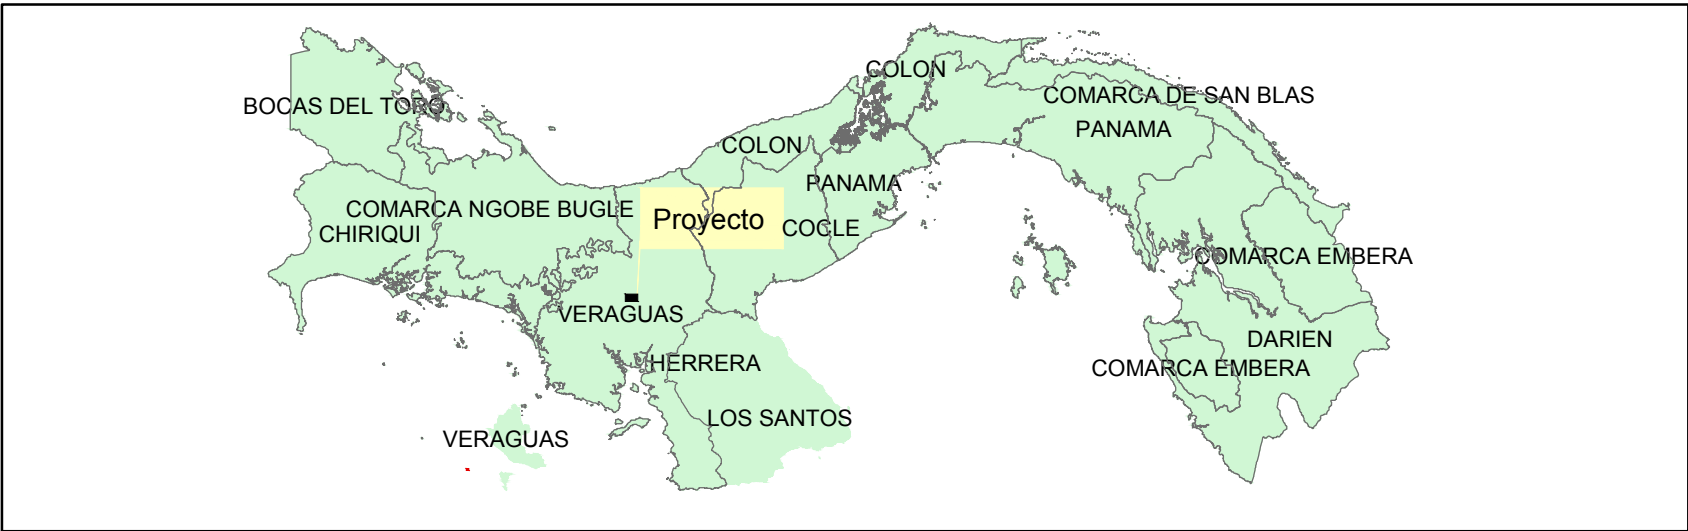 COLON
COMARCA DE SAN BLAS
BOCAS DEL TORO
PANAMA
COLON
PANAMA
COMARCA NGOBE BUGLE
Proyecto
COCLE
CHIRIQUI
COMARCA EMBERA
VERAGUAS
DARIEN
HERRERA
COMARCA EMBERA
LOS SANTOS
VERAGUAS